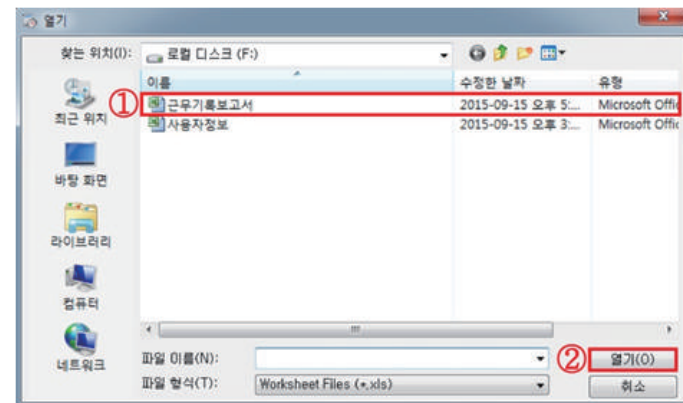 열기
찾는 위치(I): 로컬 디스크 (F:)
이름 수정한 날짜 유형
① 근무기록보고서 2015-09-15 오후 5:... Microsoft Offic
사용자정보 2015-09-15 오후 3:... Microsoft Offic
최근 위치
바탕 화면
라이브러리
컴퓨터
네트워크
파일 이름(N): ② 열기(O)
파일 형식(T): Worksheet Files (*.xls) 취소